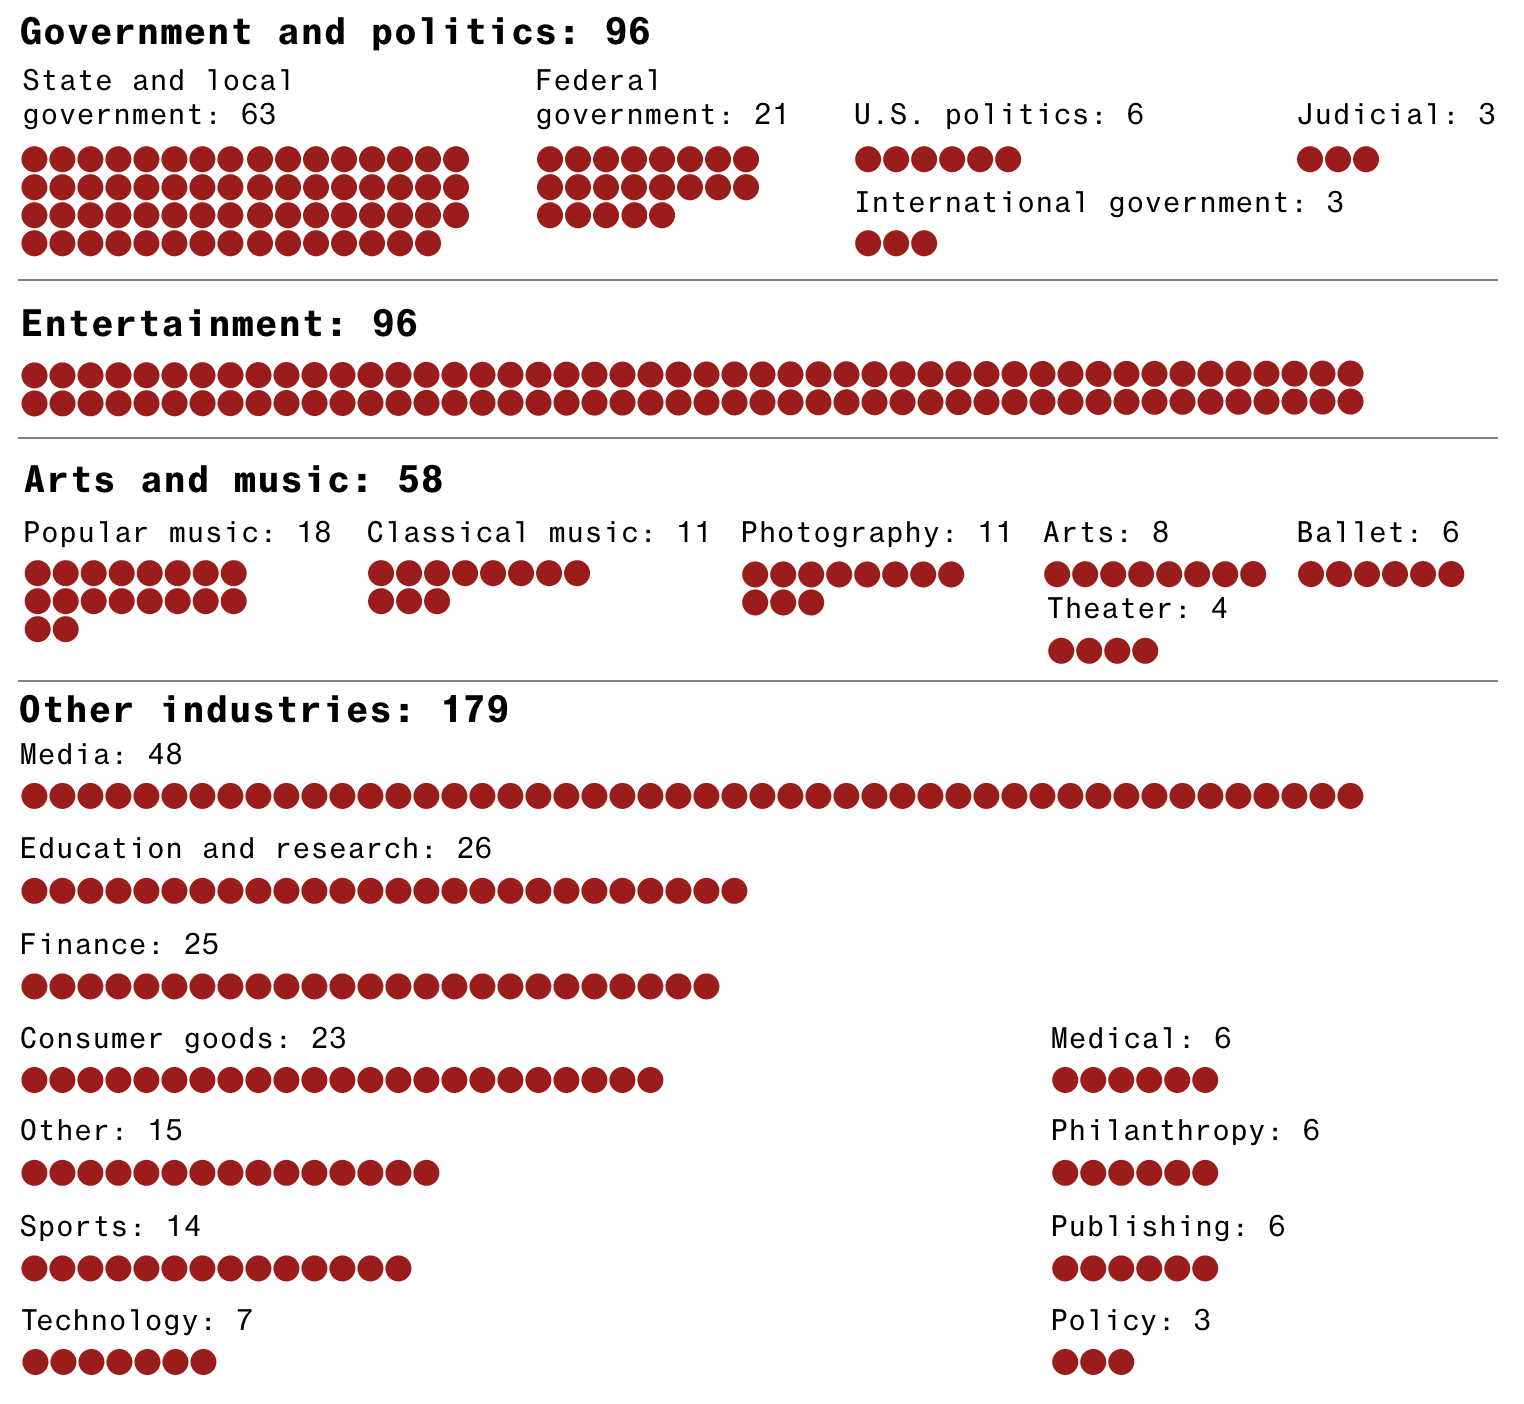 Government and politics: 96
State and local
government: 63
Federal
government: 21
U.S. politics: 6
Judicial: 3
International government: 3
Entertainment: 96
Arts and music: 58
Popular music: 18
Classical music: 11
Photography: 11
Arts: 8
Ballet: 6
Theater: 4
Other industries: 179
Media: 48
Education and research: 26
Finance: 25
Consumer goods: 23
Medical: 6
Other: 15
Philanthropy: 6
Sports: 14
Publishing: 6
Technology: 7
Policy: 3